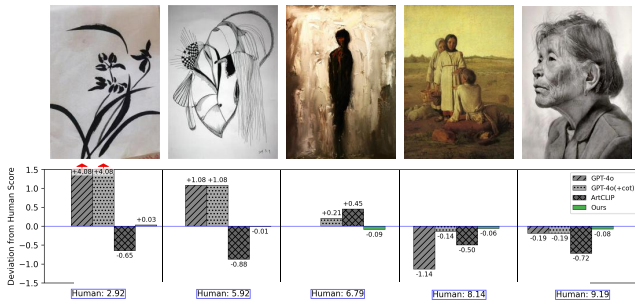 1.5
1.0
0.5
0.0
−0.5
−1.0
−1.5
Deviation from Human Score
+4.08 +4.08
-0.65
+0.03
+1.08 +1.08
-0.88
-0.01
+0.21
+0.45
-0.09
-1.14
-0.14
-0.50
-0.06
-0.19 -0.19
-0.72
-0.08
GPT-4o
GPT-4o(+cot)
ArtCLIP
Ours
Human: 2.92
Human: 5.92
Human: 6.79
Human: 8.14
Human: 9.19